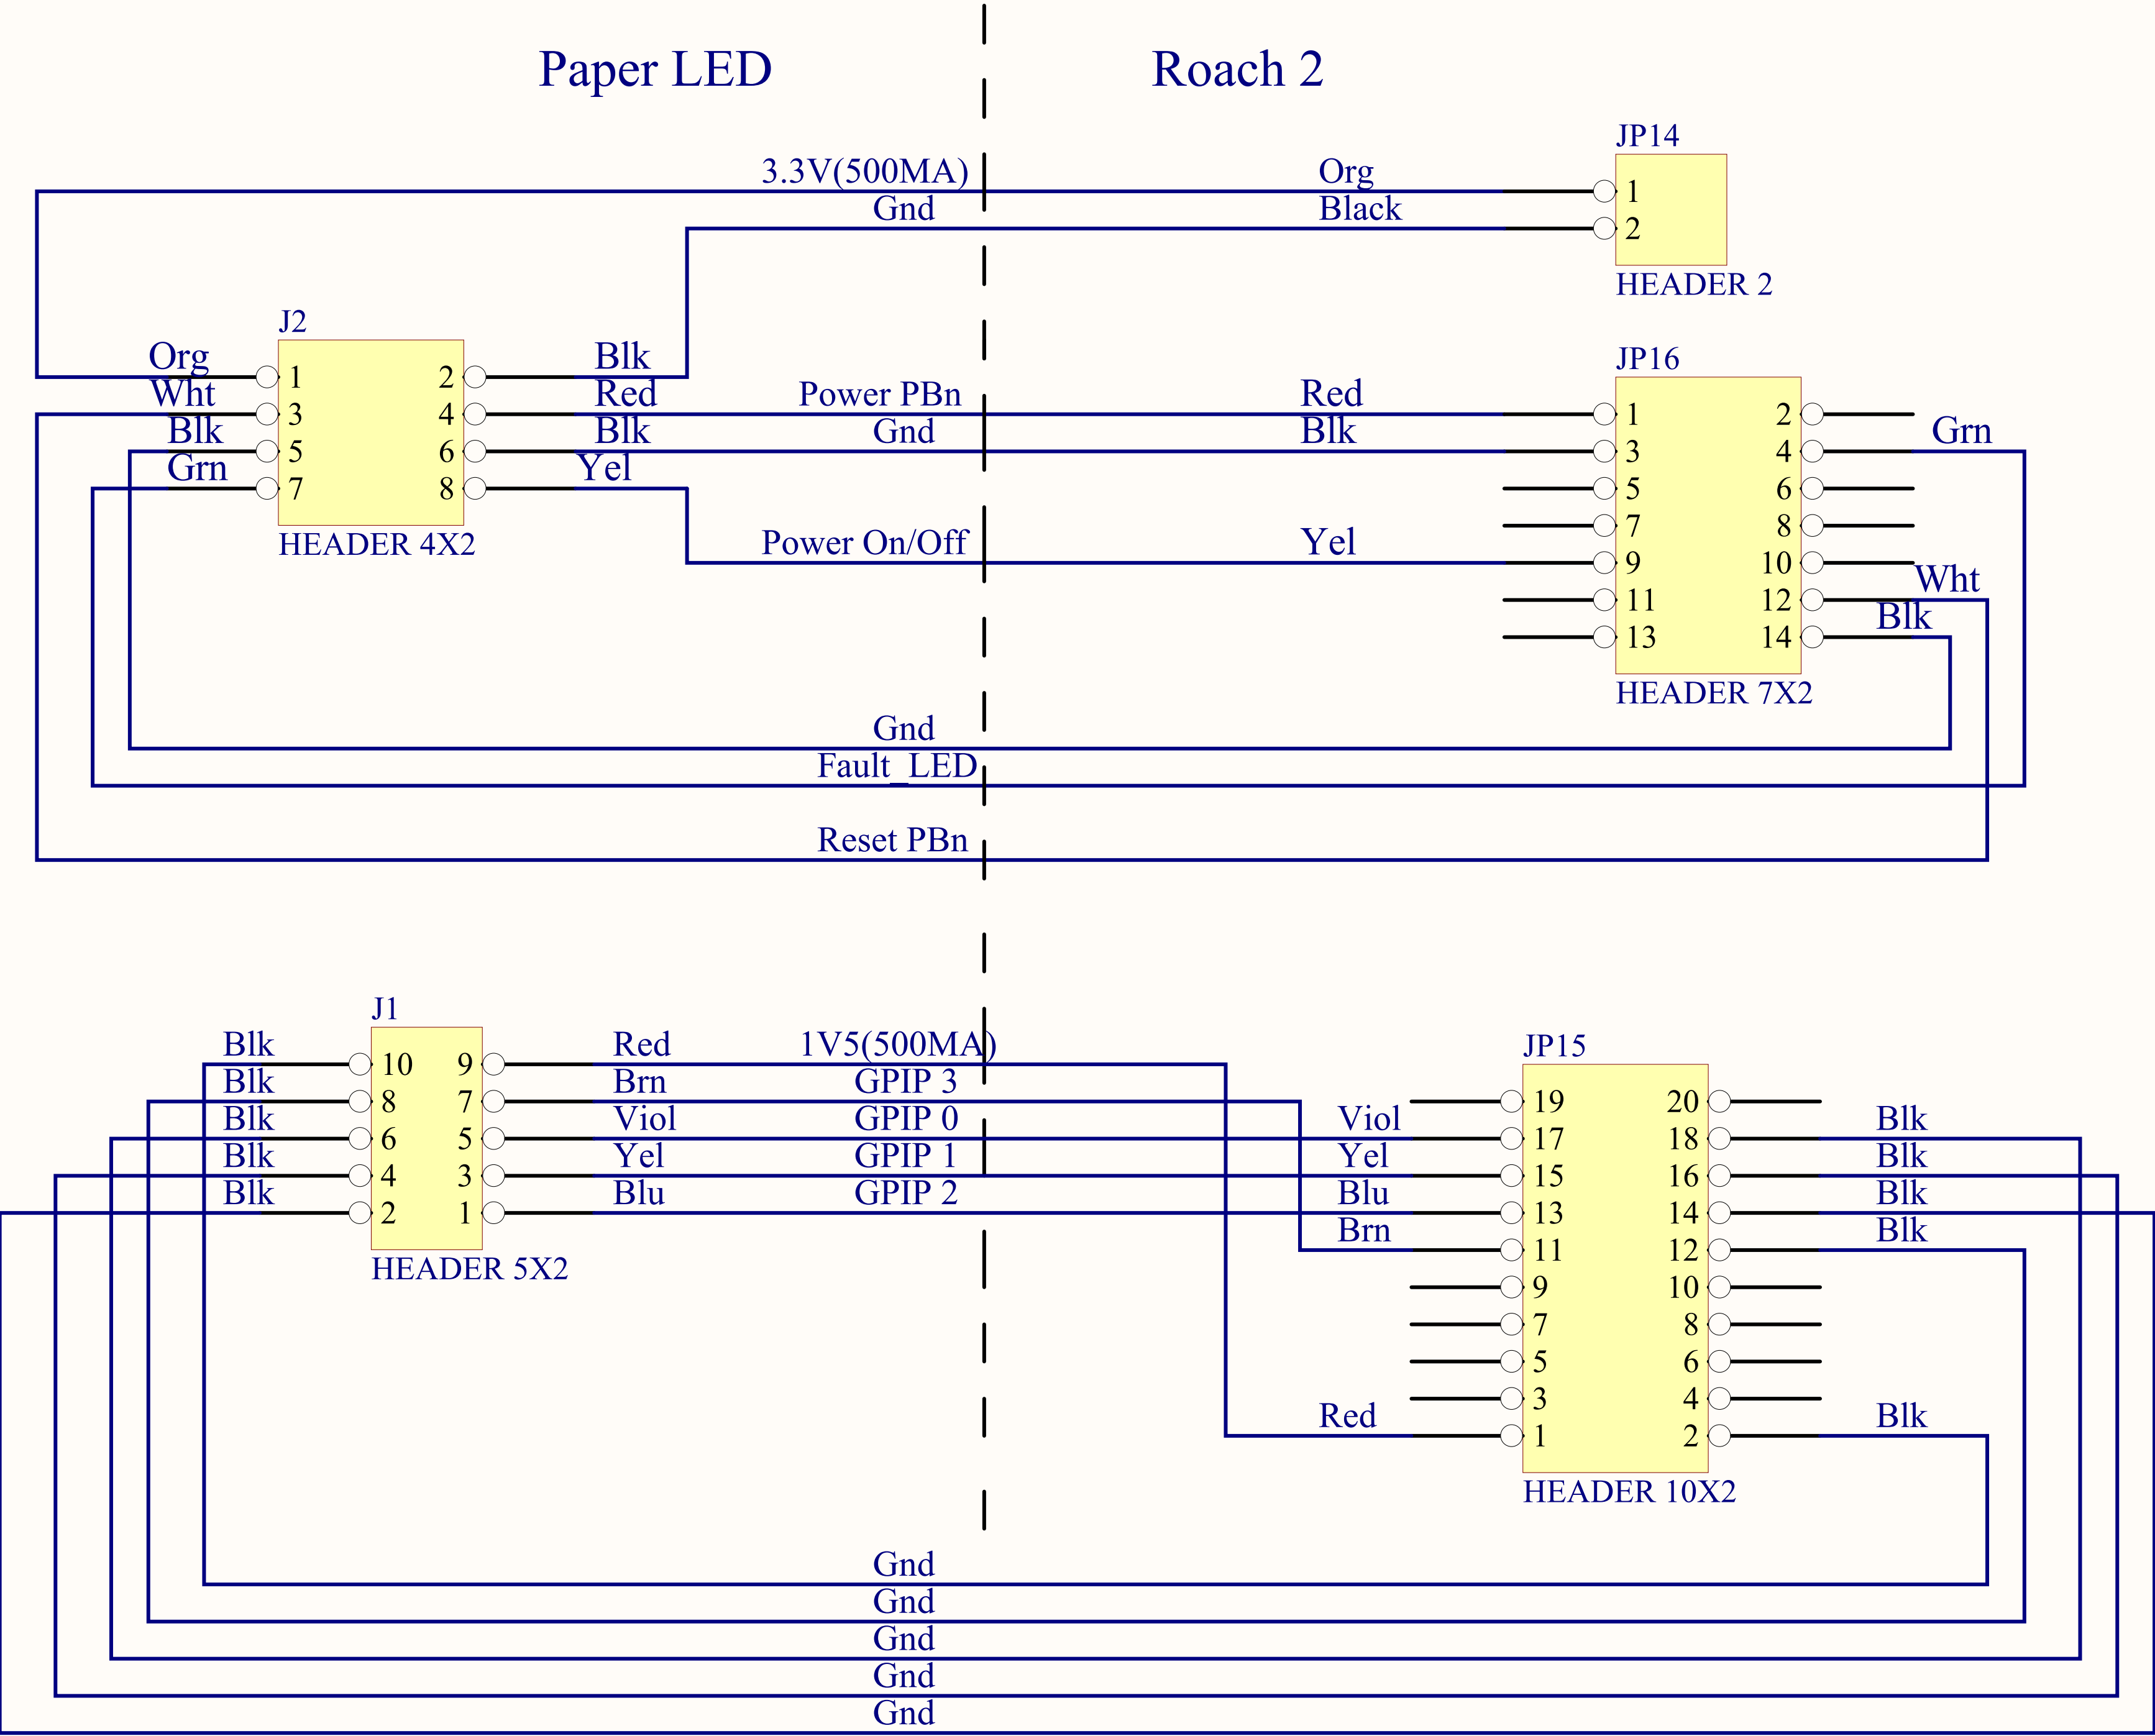 Paper LED Roach 2
JP14
3.3V(500MA) Org 1
Gnd Black 2
HEADER 2
J2
JP16
Org 1 2 Blk
Wht 3 4 Red Power PBn Red 1 2
Blk 5 6 Blk Gnd Blk 3 4 Grn
Grn 7 8 Yel 5 6
7 8
HEADER 4X2 Power On/Off Yel 9 10
11 12 Wht
13 14 Blk
HEADER 7X2
Gnd
Fault_LED
Reset PBn
J1
JP15
Blk 10 9 Red 1V5(500MA)
Blk 8 7 Brn GPIP 3 19 20
Blk 6 5 Viol GPIP 0 Viol 17 18 Blk
Blk 4 3 Yel GPIP 1 Yel 15 16 Blk
Blk 2 1 Blu GPIP 2 Blu 13 14 Blk
Brn 11 12 Blk
HEADER 5X2
9 10
7 8
5 6
3 4
Red 1 2 Blk
HEADER 10X2
Gnd
Gnd
Gnd
Gnd
Gnd